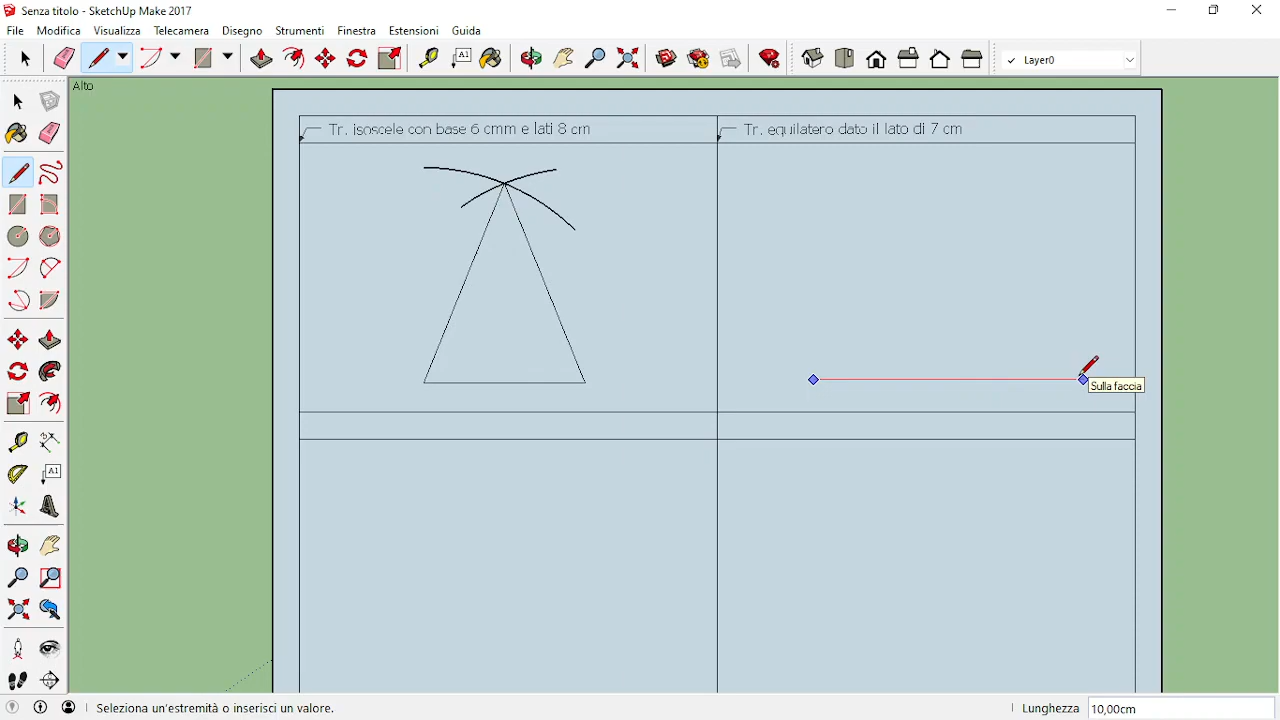 Senza titolo - SketchUp Make 2017
File Modifica Visualizza Telecamera Disegno Strumenti Finestra Estensioni Guida
A1
✓ Layer0
Alto
Tr. isoscele con base 6 cmm e lati 8 cm
Tr. equilatero dato il lato di 7 cm
Sulla faccia
A1
Seleziona un'estremità o inserisci un valore.
Lunghezza 10,00cm